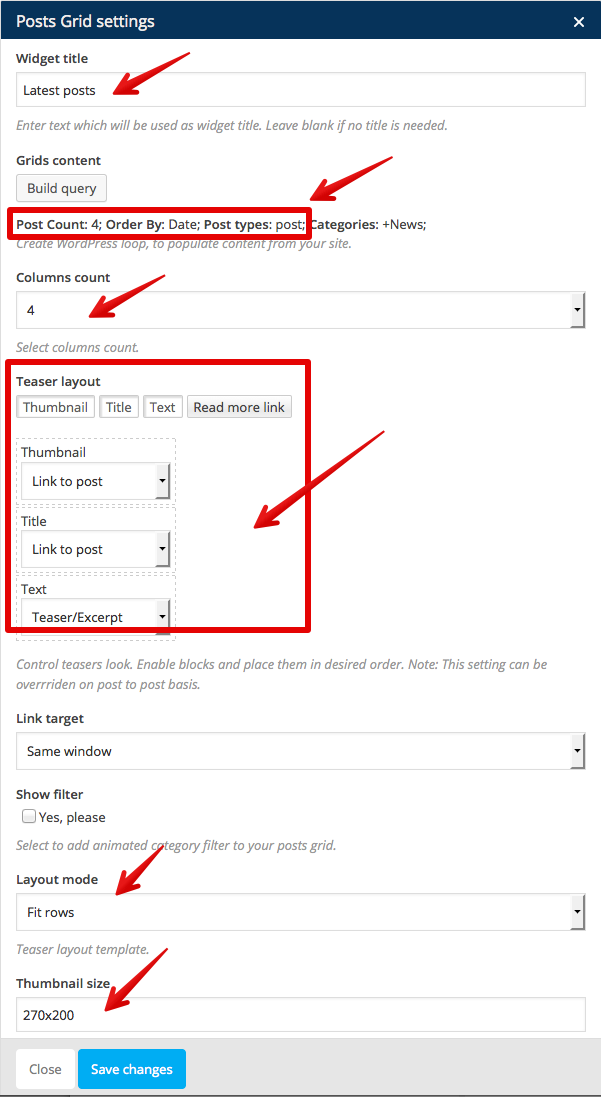 Posts Grid settings ×
Widget title
Latest posts
Enter text which will be used as widget title. Leave blank if no title is needed.
Grids content
Build query
Post Count: 4; Order By: Date; Post types: post; Categories: +News;
Create WordPress loop, to populate content from your site.
Columns count
4
Select columns count.
Teaser layout
Thumbnail Title Text Read more link
Thumbnail
Link to post
Title
Link to post
Text
Teaser/Excerpt
Control teasers look. Enable blocks and place them in desired order. Note: This setting can be
overrriden on post to post basis.
Link target
Same window
Show filter
Yes, please
Select to add animated category filter to your posts grid.
Layout mode
Fit rows
Teaser layout template.
Thumbnail size
270x200
Close Save changes